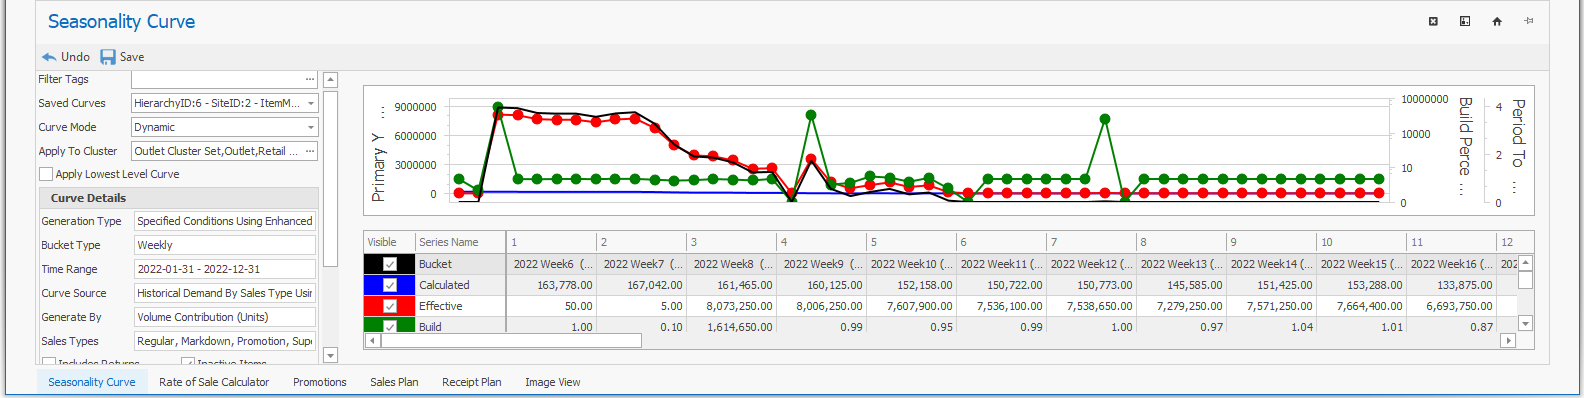 Seasonality Curve
Undo Save
Filter Tags ...
Saved Curves HierarchyID:6 - SiteID:2 - ItemM...
Curve Mode Dynamic
Apply To Cluster Outlet Cluster Set,Outlet,Retail ... ...
Apply Lowest Level Curve
Curve Details
Generation Type Specified Conditions Using Enhanced
Bucket Type Weekly
Time Range 2022-01-31 - 2022-12-31
Curve Source Historical Demand By Sales Type Usin
Generate By Volume Contribution (Units)
Sales Types Regular, Markdown, Promotion, Supe
Includes Returns Inactive Items
Primary Y ...
9000000
6000000
3000000
0
10000000
10000
10
0
Build Perce ...
4
2
0
Period To ...
Visible Series Name 1 2 3 4 5 6 7 8 9 10 11 12
Bucket 2022 Week6 (... 2022 Week7 (... 2022 Week8 (... 2022 Week9 (... 2022 Week10 (... 2022 Week11 (... 2022 Week12 (... 2022 Week13 (... 2022 Week14 (... 2022 Week15 (... 2022 Week16 (... 202
Calculated 163,778.00 167,042.00 161,465.00 160,125.00 152,158.00 150,722.00 150,773.00 145,585.00 151,425.00 153,288.00 133,875.00
Effective 50.00 5.00 8,073,250.00 8,006,250.00 7,607,900.00 7,536,100.00 7,538,650.00 7,279,250.00 7,571,250.00 7,664,400.00 6,693,750.00
Build 1.00 0.10 1,614,650.00 0.99 0.95 0.99 1.00 0.97 1.04 1.01 0.87
Seasonality Curve Rate of Sale Calculator Promotions Sales Plan Receipt Plan Image View